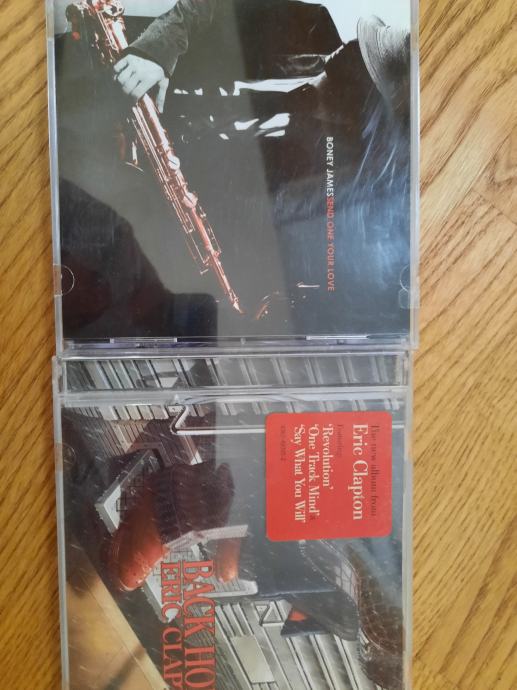 BONEY JAMES SEND ONE YOUR LOVE
The new album from
Eric Clapton
Featuring:
'Revolution'
'One Track Mind' &
'Say What You Will'
BACK HO
ERIC CLAP